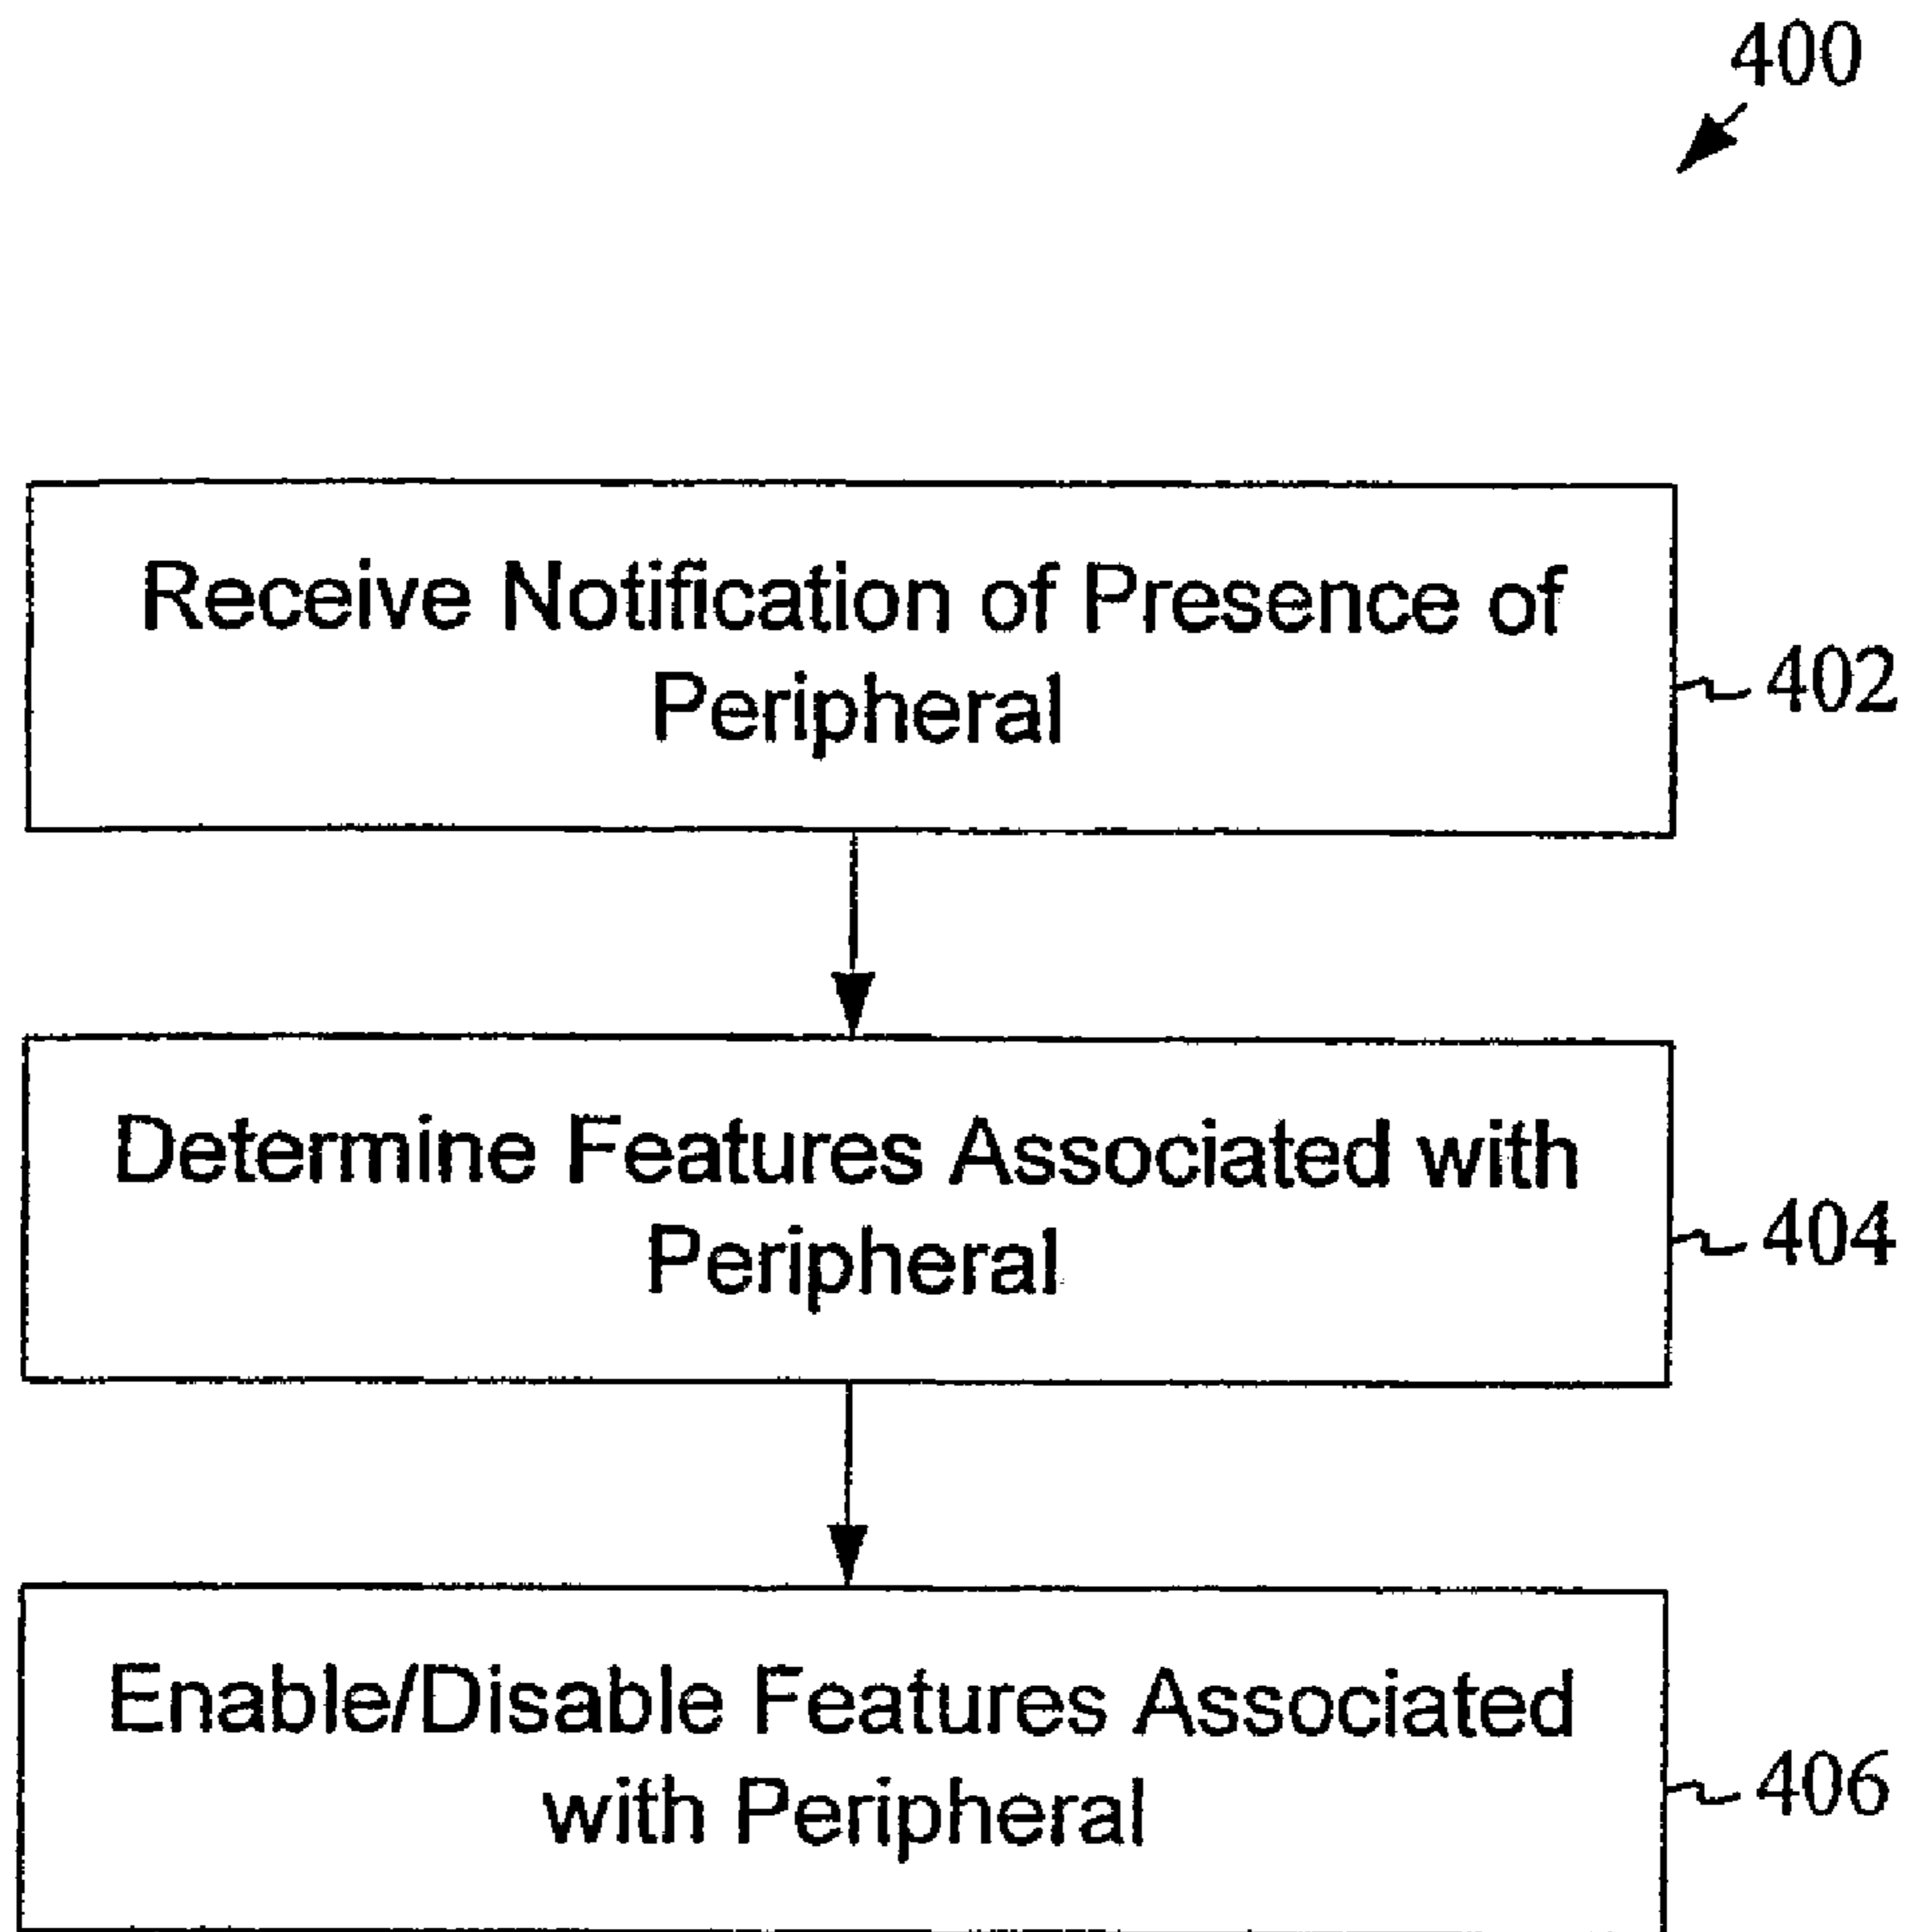 400
Receive Notification of Presence of
Peripheral
402
Determine Features Associated with
Peripheral
404
Enable/Disable Features Associated
with Peripheral
406